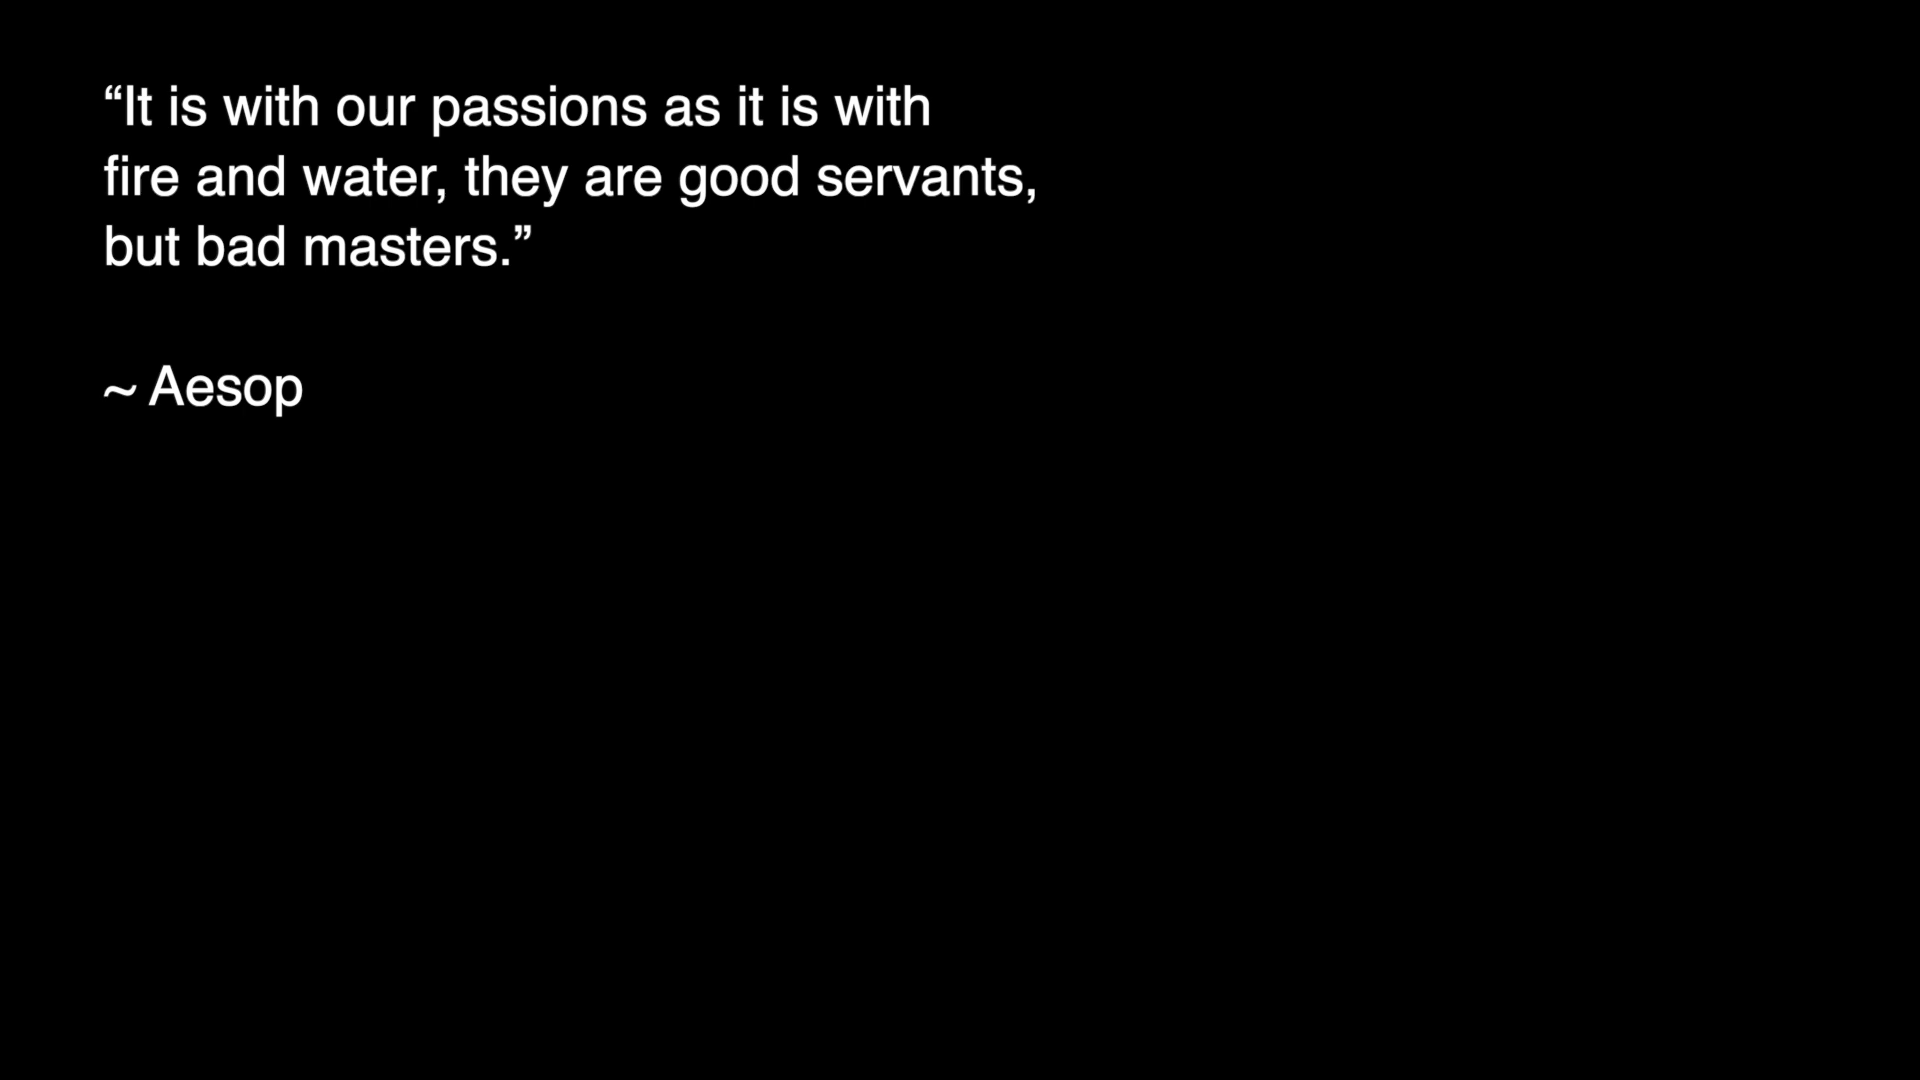 “It is with our passions as it is with
fire and water, they are good servants,
but bad masters.”
~ Aesop